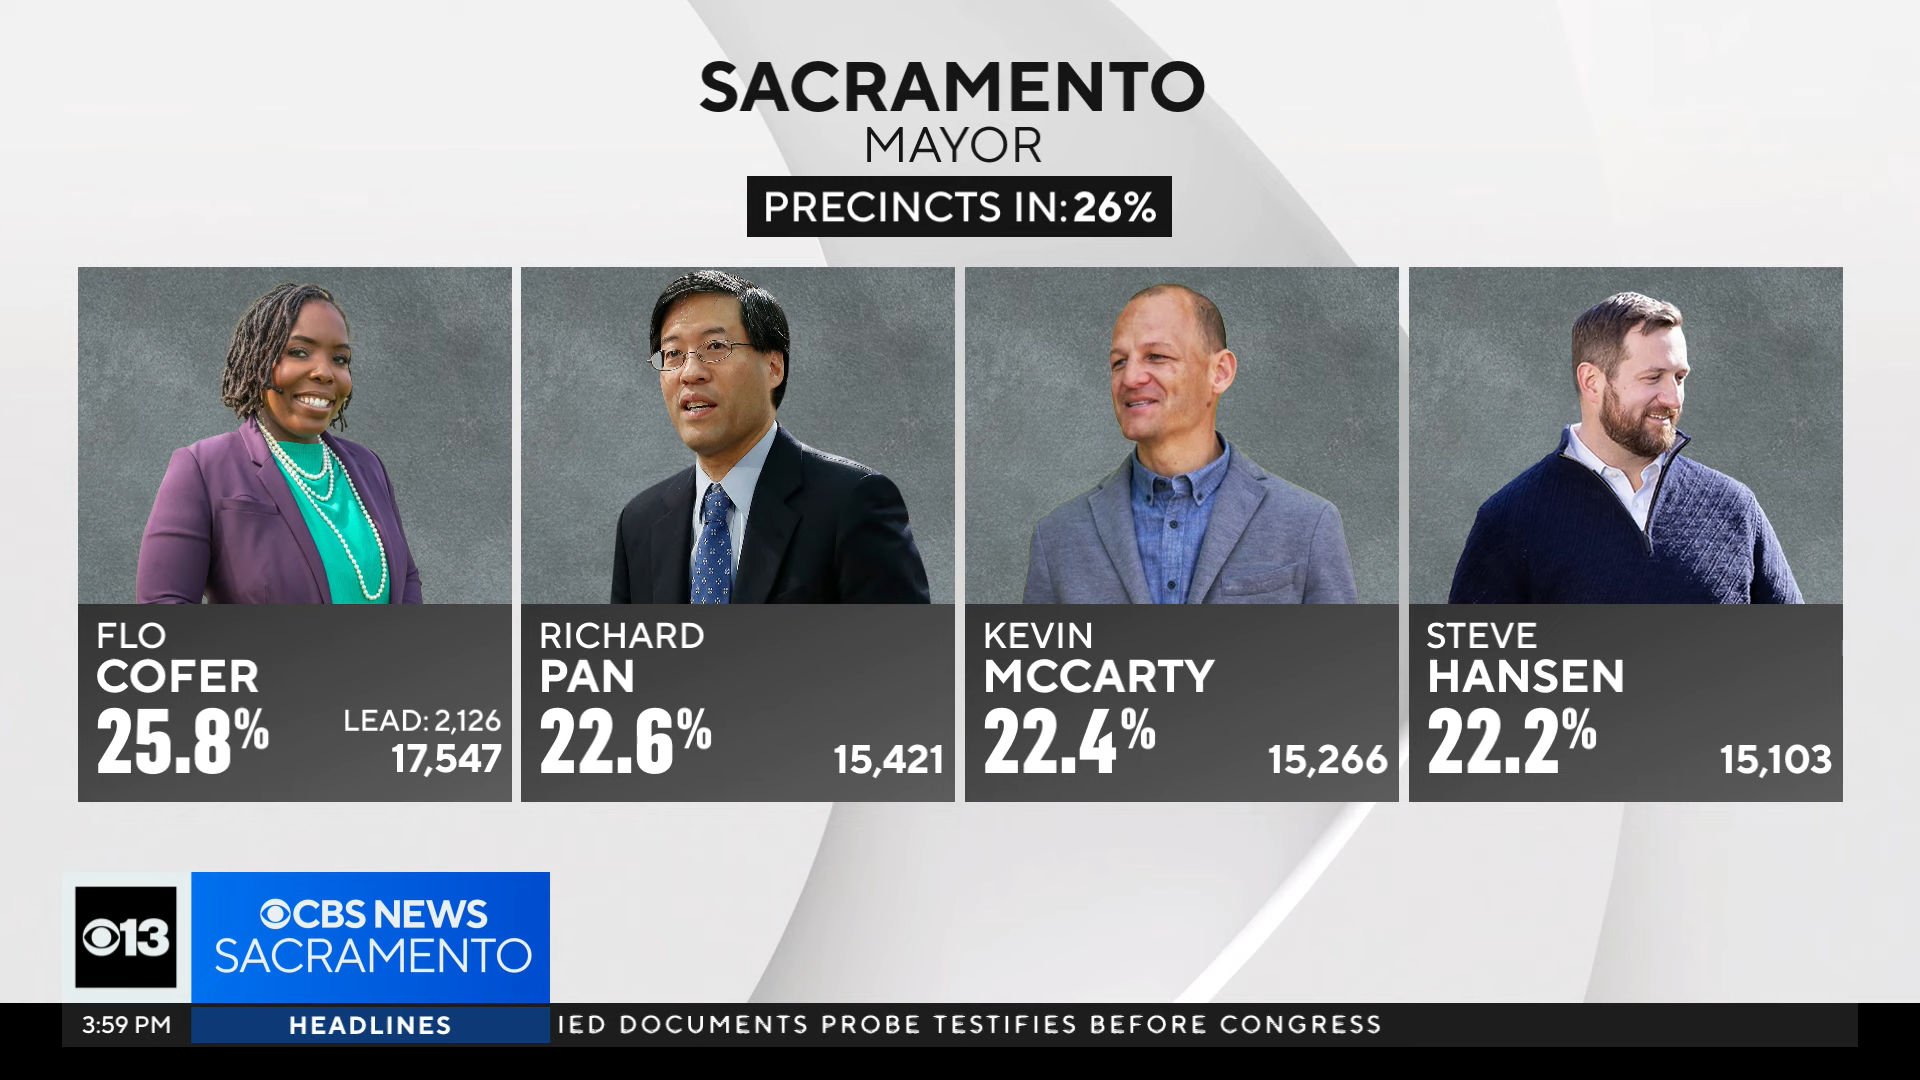 SACRAMENTO
MAYOR
PRECINCTS IN: 26%
FLO
COFER
25.8%
LEAD: 2,126
17,547
RICHARD
PAN
22.6%
15,421
KEVIN
MCCARTY
22.4%
15,266
STEVE
HANSEN
22.2%
15,103
13
CBS NEWS
SACRAMENTO
3:59 PM
HEADLINES
IED DOCUMENTS PROBE TESTIFIES BEFORE CONGRESS